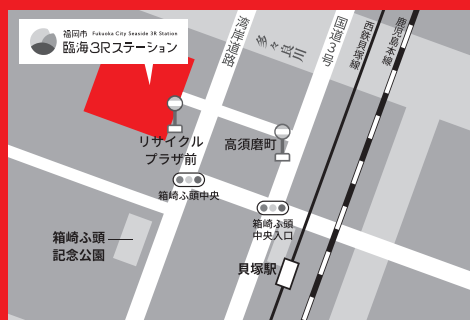 福岡市 Fukuoka City Seaside 3R Station
臨海3Rステーション
湾岸道路
多々良川
国道3号
西鉄貝塚線
鹿児島本線
リサイクル
プラザ前
高須磨町
箱崎ふ頭中央
箱崎ふ頭
中央入口
箱崎ふ頭
記念公園
貝塚駅